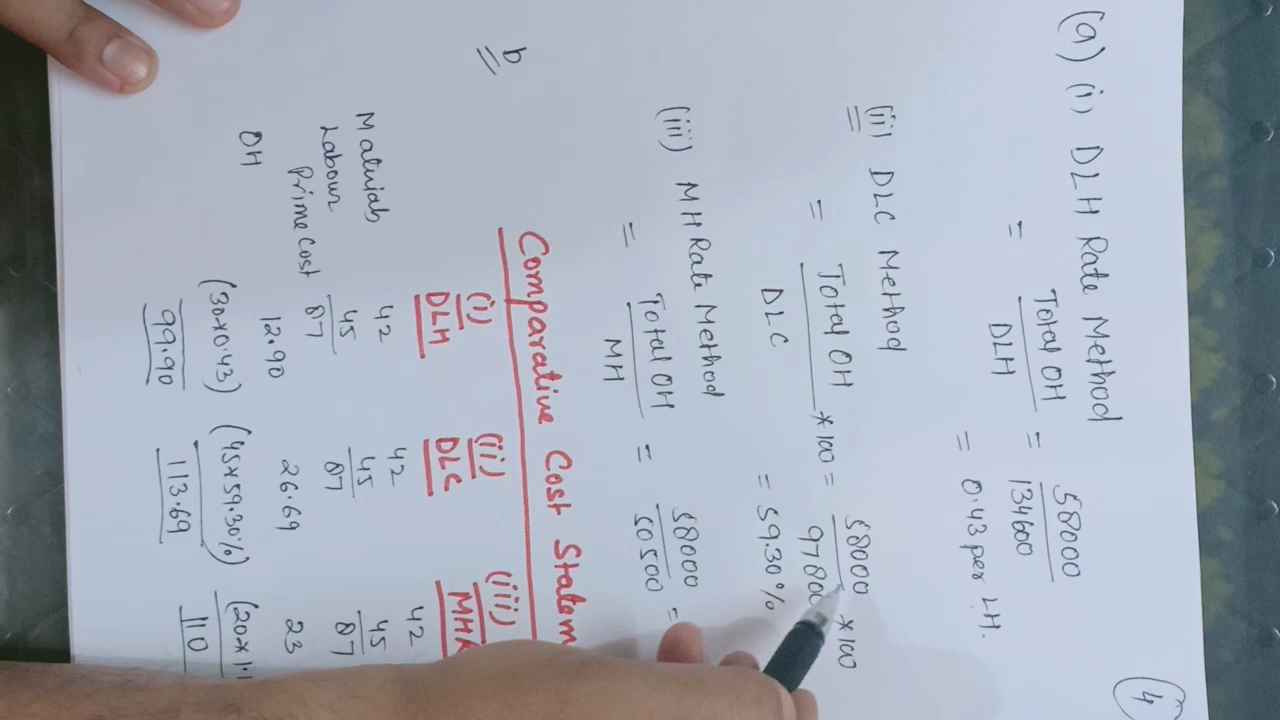 4
(a) (i) DLH Rate Method
= Total OH / DLH = 58000 / 134600
= 0.43 per LH.
(ii) DLC Method
= Total OH / DLC * 100 = 58000 / 97800 * 100
= 59.30%
(iii) MH Rate Method
= Total OH / MH = 58000 / 50500 =
b Comparative Cost Statem
(i) (ii) (iii)
DLH DLC MHR
Materials 42 42 42
Labour 45 45 45
Prime Cost 87 87 87
OH 12.90 26.69 23
(30*0.43) (45*59.30%) (20*1.1
99.90 113.69 110